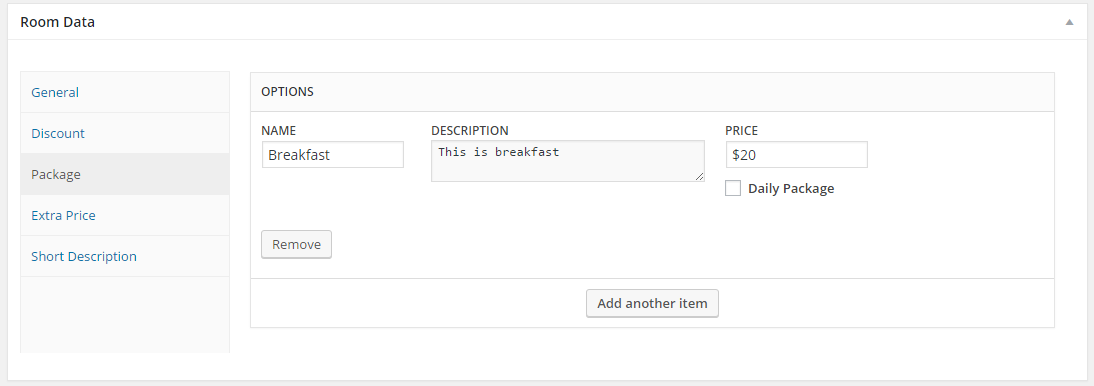 Room Data
General
Discount
Package
Extra Price
Short Description
OPTIONS
NAME DESCRIPTION PRICE
Breakfast This is breakfast $20
Daily Package
Remove
Add another item